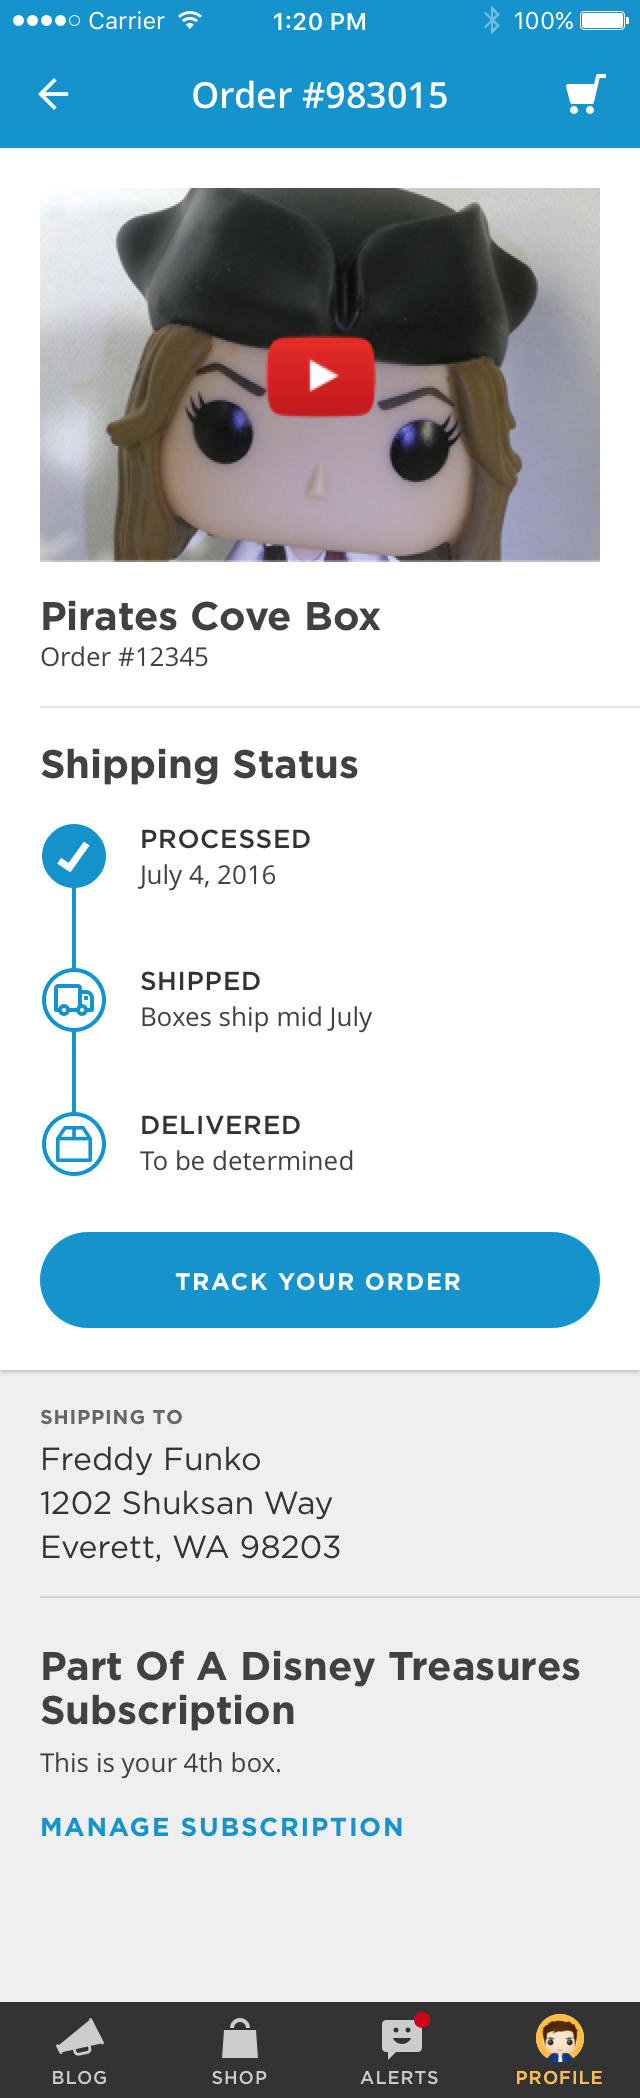 Carrier 1:20 PM 100%
Order #983015
Pirates Cove Box
Order #12345
Shipping Status
PROCESSED
July 4, 2016
SHIPPED
Boxes ship mid July
DELIVERED
To be determined
TRACK YOUR ORDER
SHIPPING TO
Freddy Funko
1202 Shuksan Way
Everett, WA 98203
Part Of A Disney Treasures
Subscription
This is your 4th box.
MANAGE SUBSCRIPTION
BLOG SHOP ALERTS PROFILE